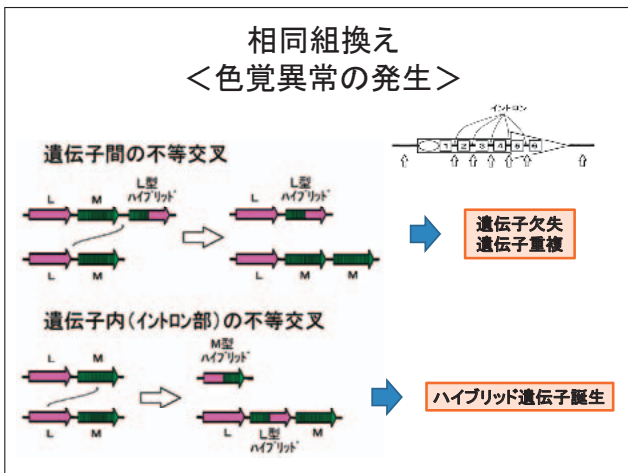 相同組換え
＜色覚異常の発生＞
イントロン
1 2 3 4 5 6
遺伝子間の不等交叉
L M L型
ハイブリッド
L L型
ハイブリッド
L M
L M M
遺伝子欠失
遺伝子重複
遺伝子内(イントロン部)の不等交叉
L M
M型
ハイブリッド
L M
L L型
ハイブリッド M
ハイブリッド遺伝子誕生